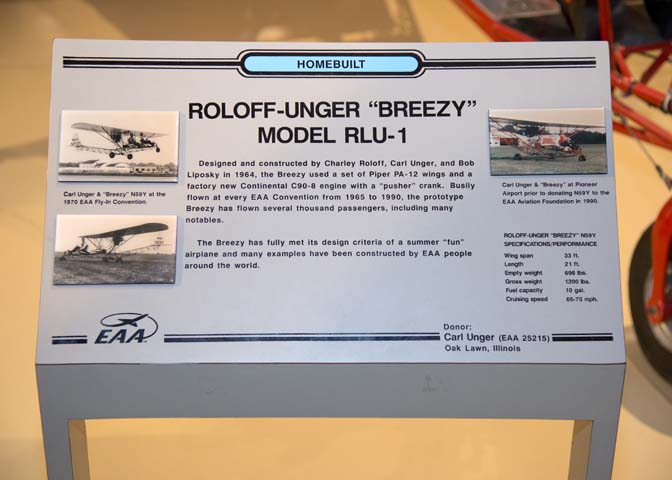 HOMEBUILT
ROLOFF-UNGER “BREEZY”
MODEL RLU-1
Designed and constructed by Charley Roloff, Carl Unger, and Bob
Liposky in 1964, the Breezy used a set of Piper PA-12 wings and a
factory new Continental C90-8 engine with a “pusher” crank. Busily
flown at every EAA Convention from 1965 to 1990, the prototype
Breezy has flown several thousand passengers, including many
notables.
The Breezy has fully met its design criteria of a summer “fun”
airplane and many examples have been constructed by EAA people
around the world.
Carl Unger & “Breezy” N59Y at the
1970 EAA Fly-In Convention.
Carl Unger & “Breezy” at Pioneer
Airport prior to donating N59Y to the
EAA Aviation Foundation in 1990.
ROLOFF-UNGER “BREEZY” N59Y
SPECIFICATIONS/PERFORMANCE
Wing span 33 ft.
Length 21 ft.
Empty weight 698 lbs.
Gross weight 1200 lbs.
Fuel capacity 10 gal.
Cruising speed 65-75 mph.
EAA
Donor:
Carl Unger (EAA 25215)
Oak Lawn, Illinois